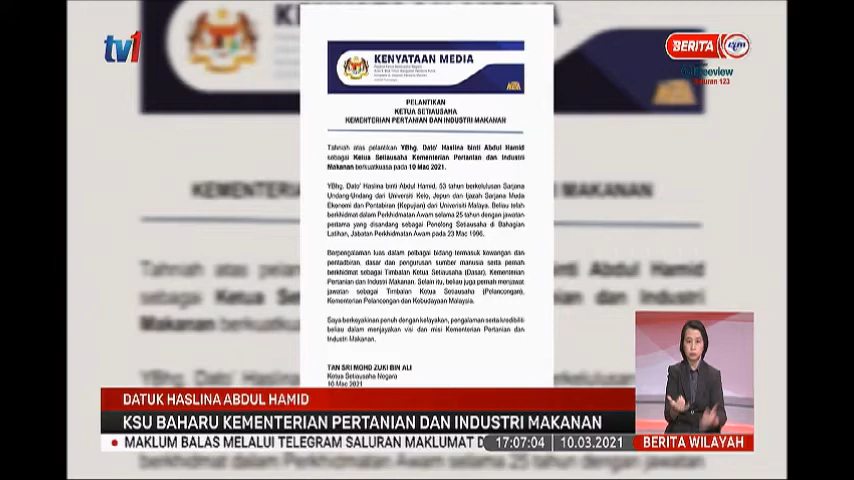 tv1
BERITA
rtm
Saluran 123
KENYATAAN MEDIA
PELANTIKAN
KETUA SETIAUSAHA
KEMENTERIAN PERTANIAN DAN INDUSTRI MAKANAN
Tahniah atas pelantikan YBhg. Dato' Haslina binti Abdul Hamid
sebagai Ketua Setiausaha Kementerian Pertanian dan Industri
Makanan berkuatkuasa pada 10 Mac 2021.
YBhg. Dato' Haslina binti Abdul Hamid, 53 tahun berkelulusan Sarjana
Undang-Undang dari Universiti Keio, Jepun dan Ijazah Sarjana Muda
Ekonomi dan Pentadbiran (Kepujian) dari Universiti Malaya. Beliau telah
berkhidmat dalam Perkhidmatan Awam selama 25 tahun dengan jawatan
pertama yang disandang sebagai Penolong Setiausaha di Bahagian
Latihan, Jabatan Perkhidmatan Awam pada 23 Mac 1996.
Berpengalaman luas dalam pelbagai bidang termasuk kewangan dan
pentadbiran, dasar dan pengurusan sumber manusia serta pernah
berkhidmat sebagai Timbalan Ketua Setiausaha (Dasar), Kementerian
Pertanian dan Industri Makanan. Selain itu, beliau juga pernah menjawat
jawatan sebagai Timbalan Ketua Setiausaha (Pelancongan),
Kementerian Pelancongan dan Kebudayaan Malaysia.
Saya berkeyakinan penuh dengan kelayakan, pengalaman serta kredibiliti
beliau dalam menjayakan visi dan misi Kementerian Pertanian dan
Industri Makanan.
TAN SRI MOHD ZUKI BIN ALI
Ketua Setiausaha Negara
10 Mac 2021
DATUK HASLINA ABDUL HAMID
KSU BAHARU KEMENTERIAN PERTANIAN DAN INDUSTRI MAKANAN
MAKLUM BALAS MELALUI TELEGRAM SALURAN MAKLUMAT D
17:07:04
10.03.2021
BERITA WILAYAH